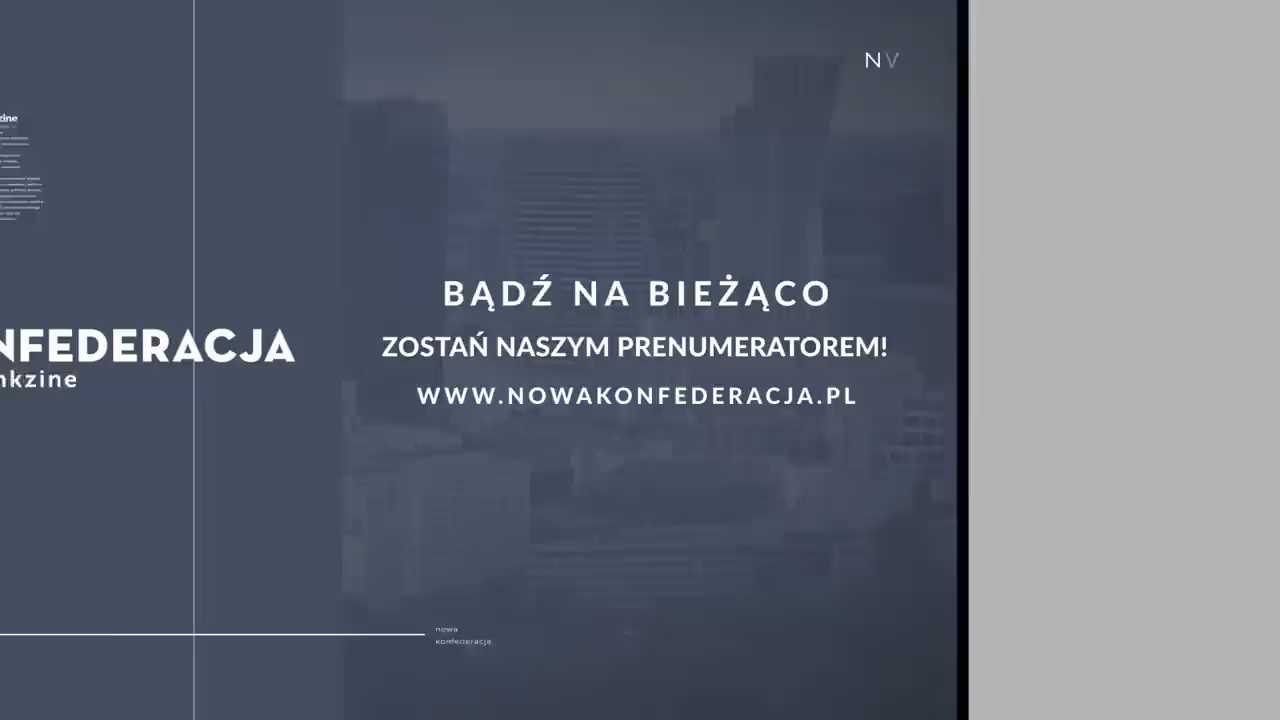 NV
zine
BĄDŹ NA BIEŻĄCO
NFEDERACJA
nkzine
ZOSTAŃ NASZYM PRENUMERATOREM!
WWW.NOWAKONFEDERACJA.PL
nowa
konfederacja